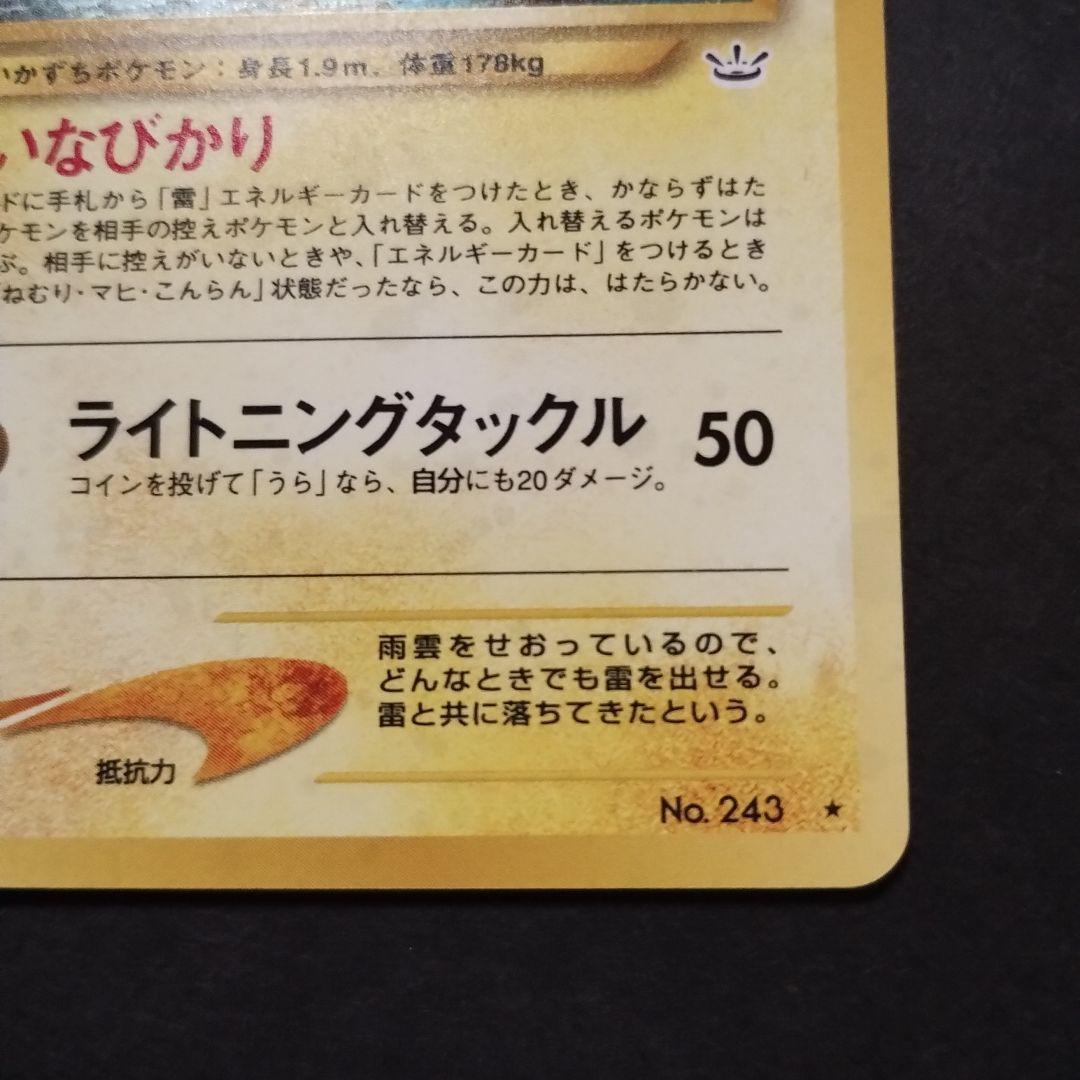 いかずちポケモン：身長1.9m、体重178kg
いなびかり
ドに手札から「雷」エネルギーカードをつけたとき、かならずはた
ケモンを相手の控えポケモンと入れ替える。入れ替えるポケモンは
ぶ。相手に控えがいないときや、「エネルギーカード」をつけるとき
「ねむり・マヒ・こんらん」状態だったなら、この力は、はたらかない。
ライトニングタックル 50
コインを投げて「うら」なら、自分にも20ダメージ。
雨雲をせおっているので、
どんなときでも雷を出せる。
雷と共に落ちてきたという。
抵抗力
No. 243 ★